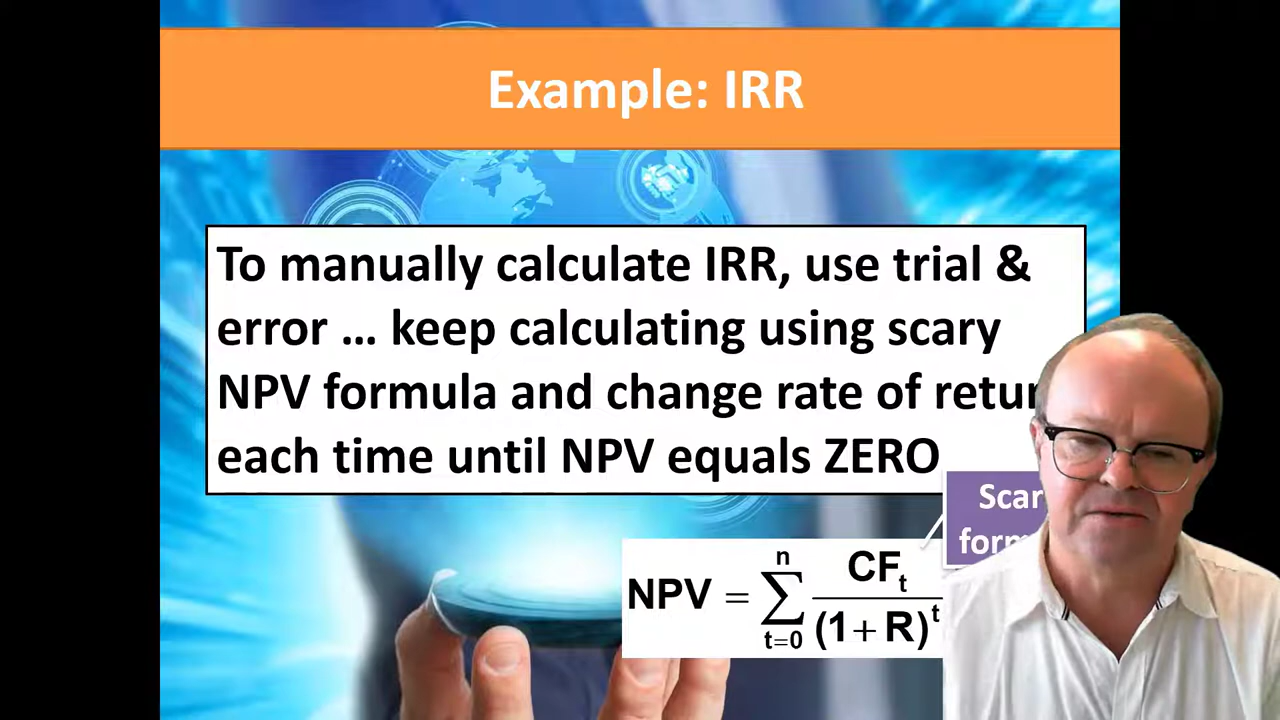 Example: IRR
To manually calculate IRR, use trial &
error ... keep calculating using scary
NPV formula and change rate of
each time until NPV equals ZERO
NPV = n∑t=0 CFt / (1+R)^t